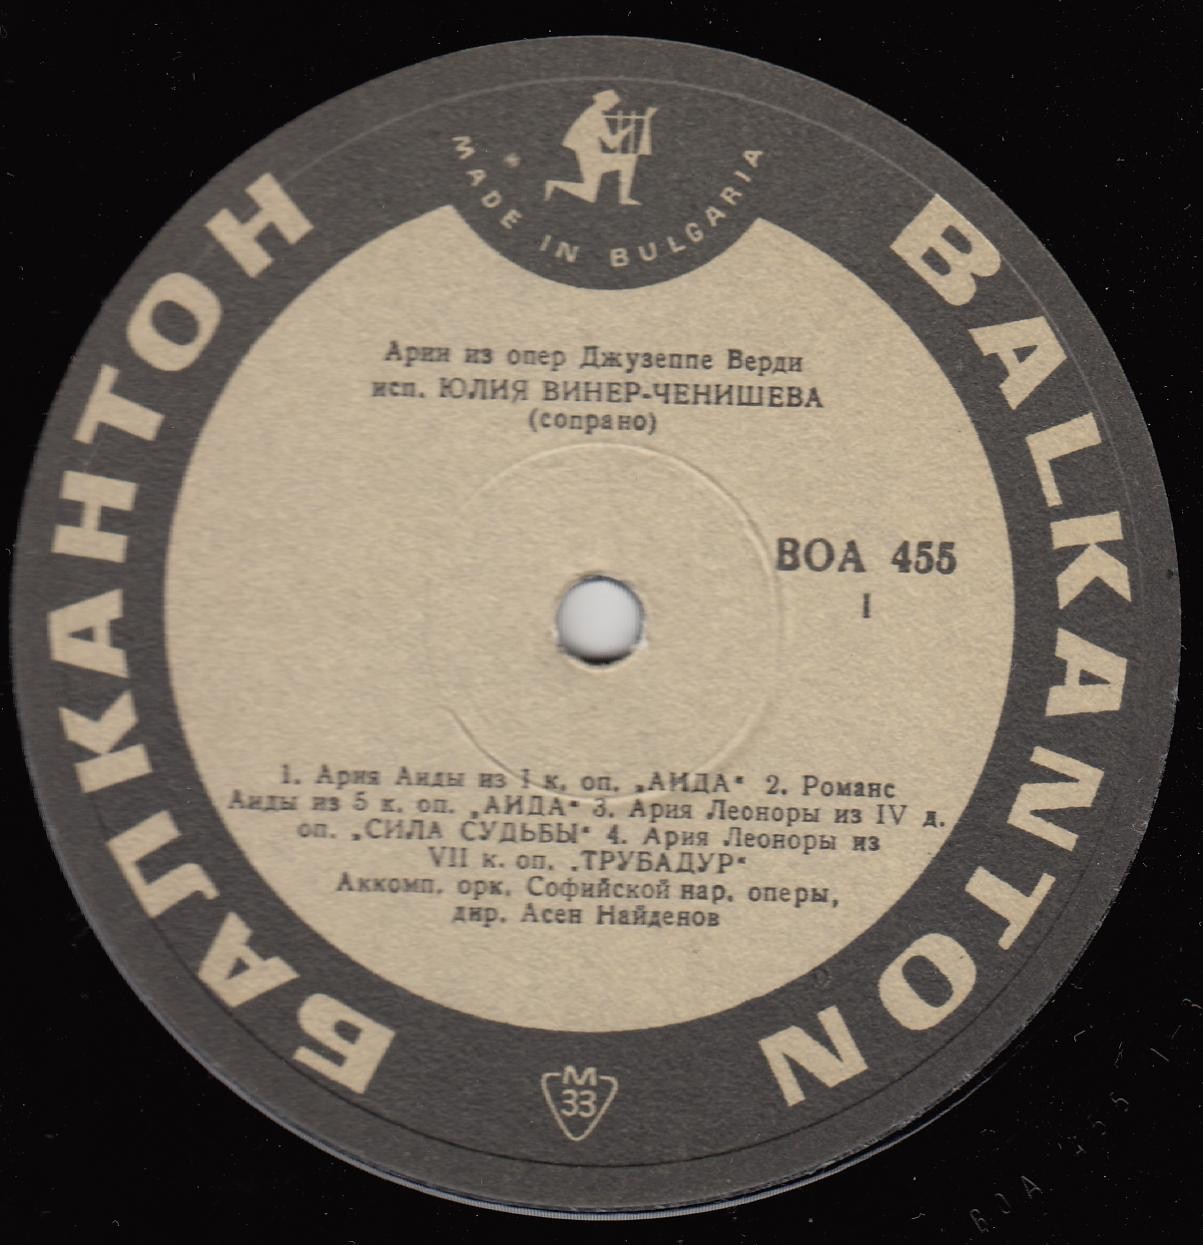 MADE IN BULGARIA
БАЛКАНТОН
BALKANTON
Арии из опер Джузеппе Верди
исп. ЮЛИЯ ВИНЕР-ЧЕНИШЕВА
(сопрано)
BOA 455
I
1. Ария Аиды из I к. оп. „АИДА“ 2. Романс
Аиды из 5 к. оп. „АИДА“ 3. Ария Леоноры из IV д.
оп. „СИЛА СУДЬБЫ“ 4. Ария Леоноры из
VII к. оп. „ТРУБАДУР“
Аккомп. орк. Софийской нар. оперы,
дир. Асен Найденов
M
33
BOA 455